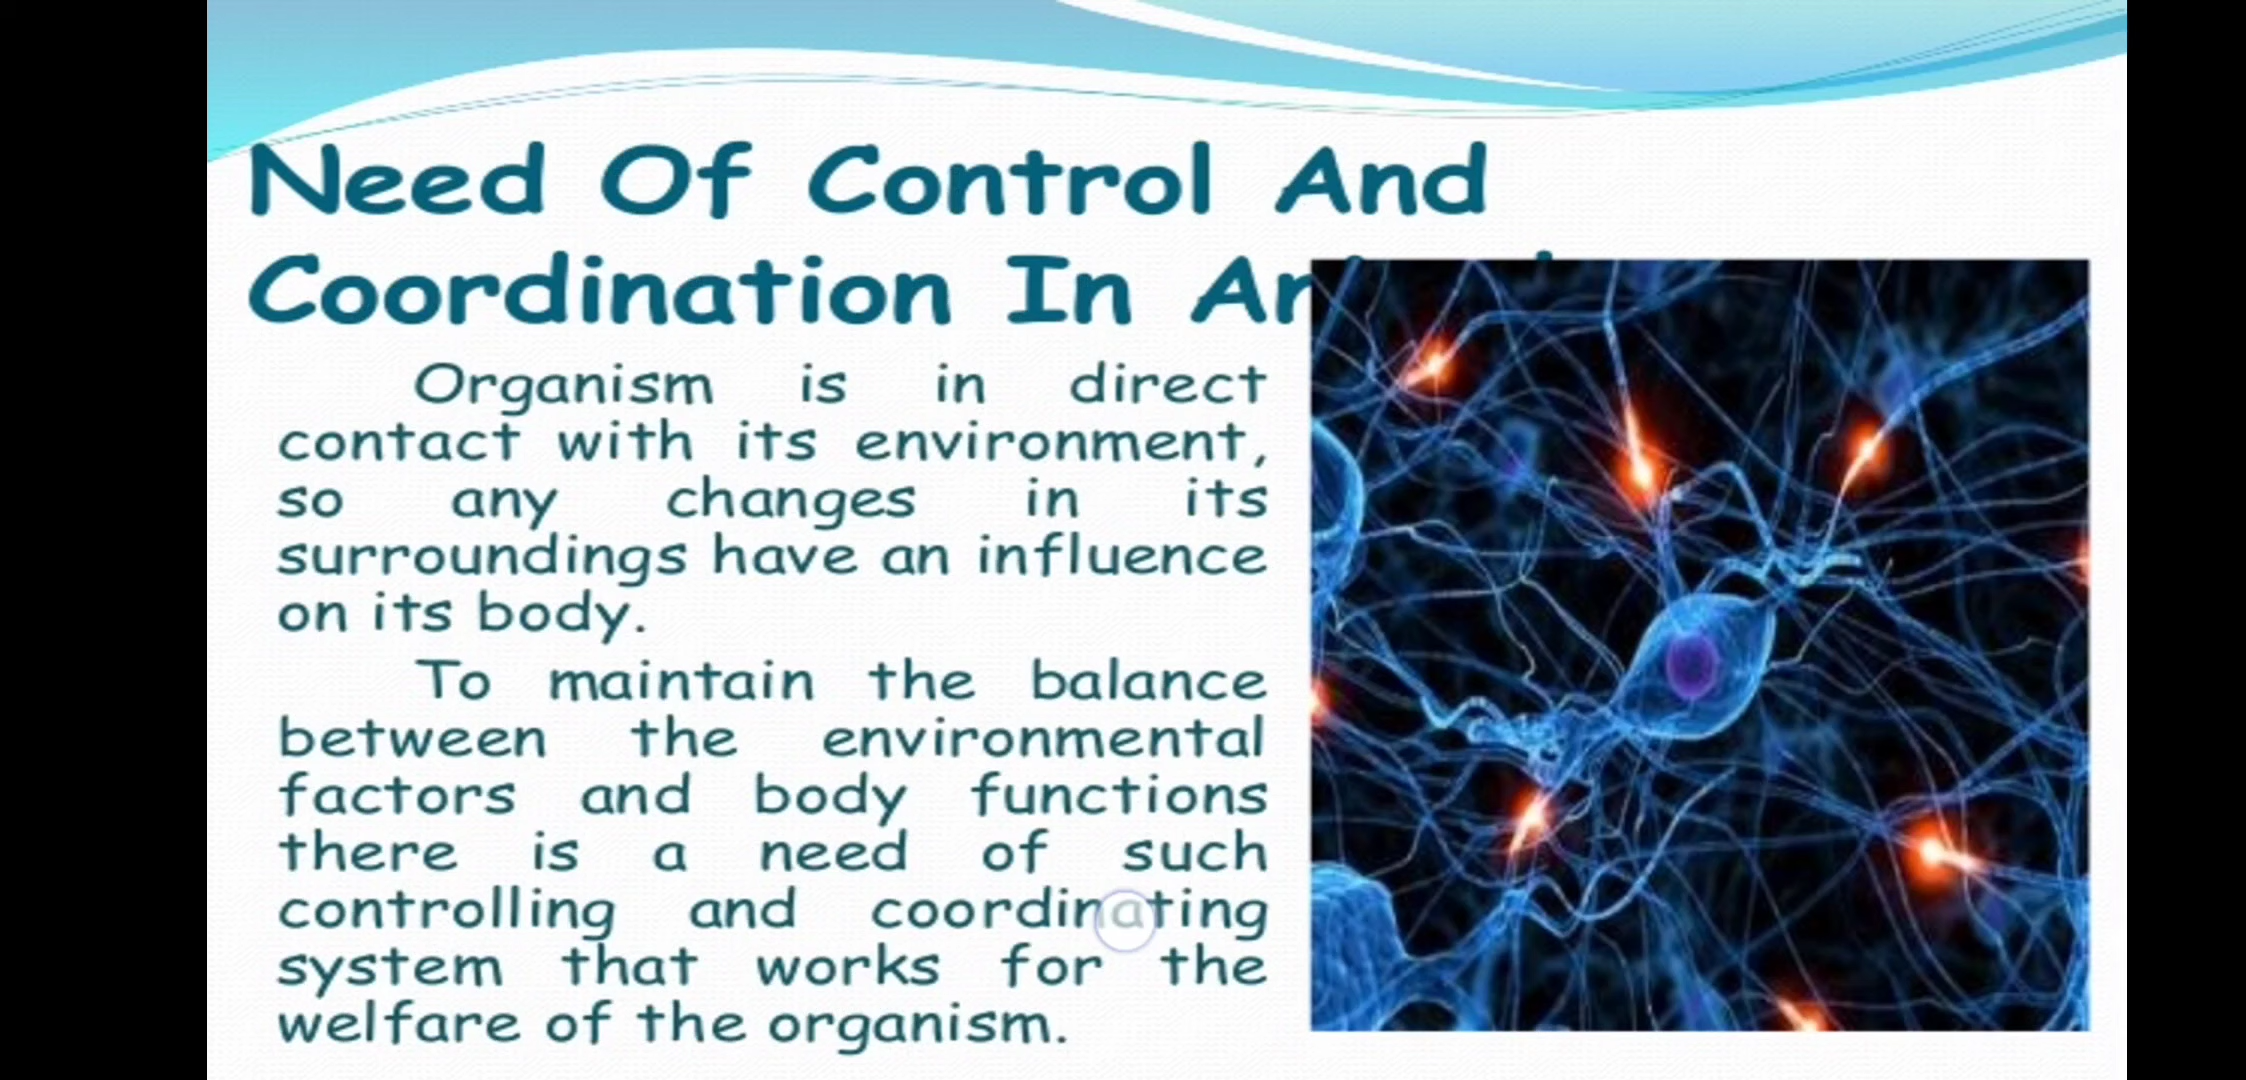 Need Of Control And
Coordination In
Organism is in direct
contact with its environment,
so any changes in its
surroundings have an influence
on its body.
To maintain the balance
between the environmental
factors and body functions
there is a need of such
controlling and coordinating
system that works for the
welfare of the organism.